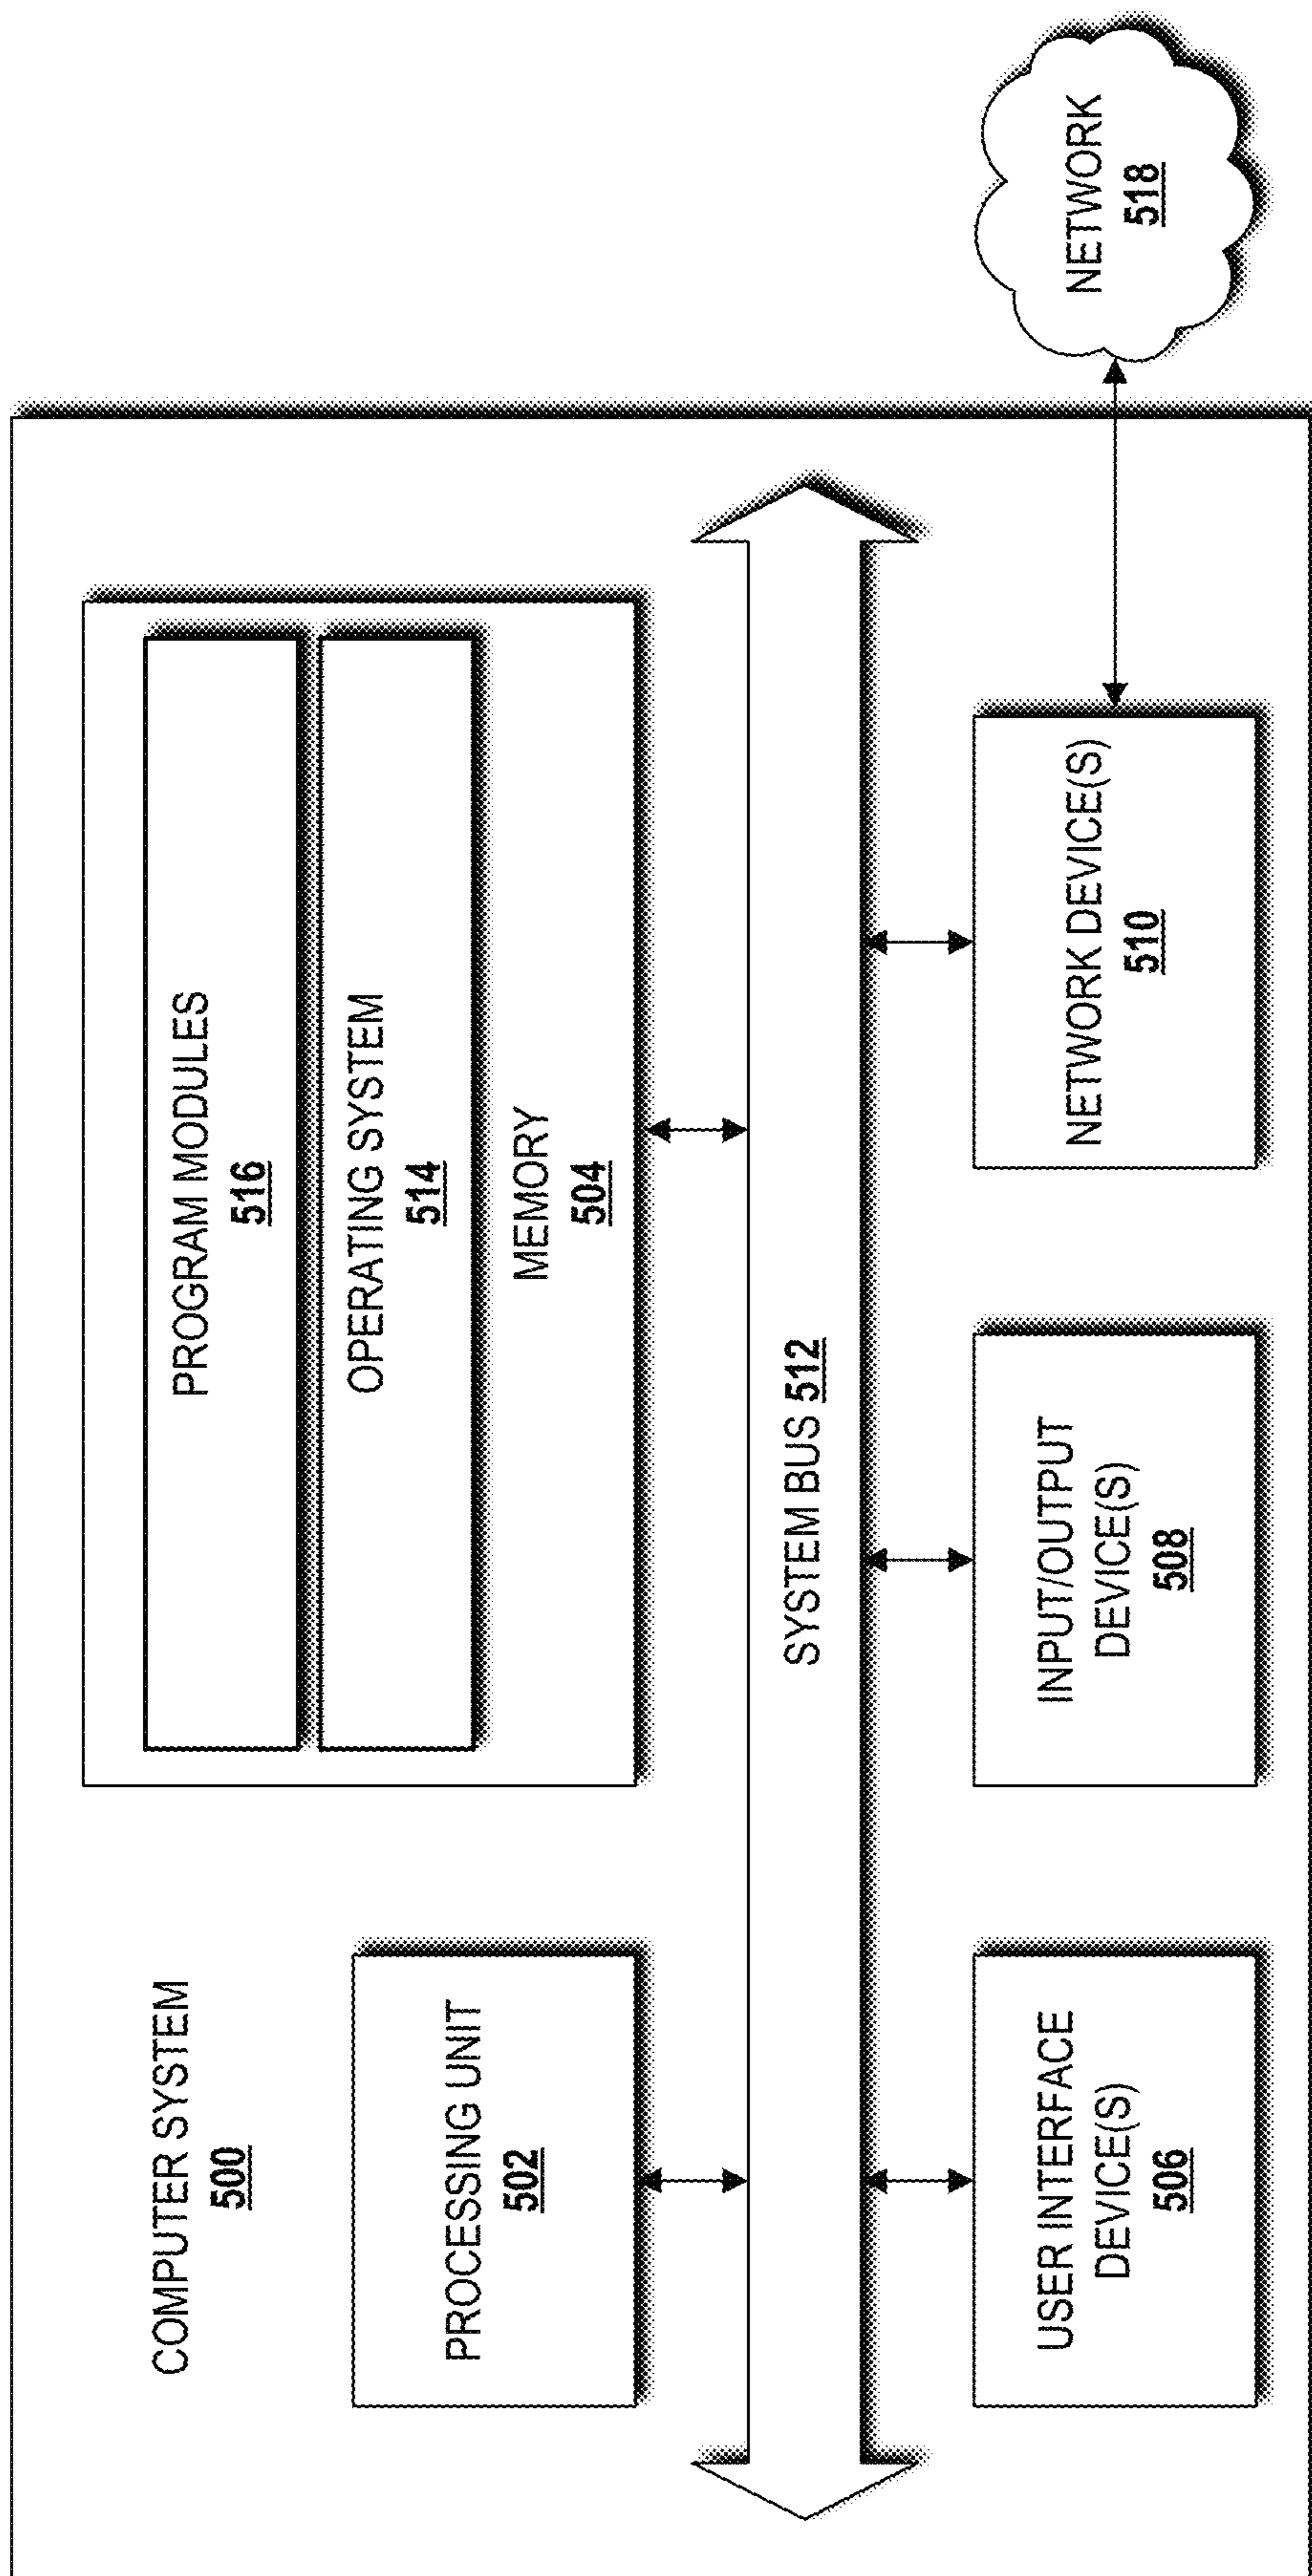 COMPUTER SYSTEM
500
PROCESSING UNIT
502
PROGRAM MODULES
516
OPERATING SYSTEM
514
MEMORY
504
SYSTEM BUS 512
USER INTERFACE
DEVICE(S)
506
INPUT/OUTPUT
DEVICE(S)
508
NETWORK DEVICE(S)
510
NETWORK
518